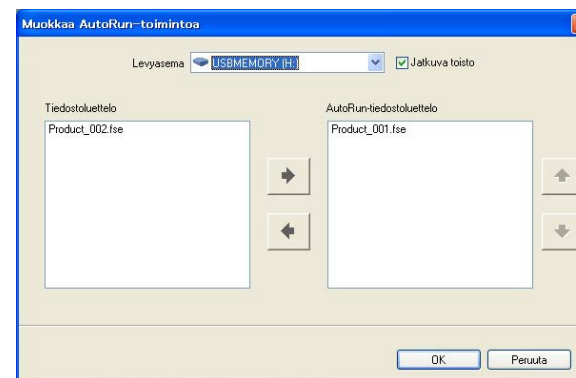 Muokkaa AutoRun-toimintoa
Levyasema USBMEMORY (H:) Jatkuva toisto
Tiedostoluettelo AutoRun-tiedostoluettelo
Product_002.fse Product_001.fse
OK Peruuta